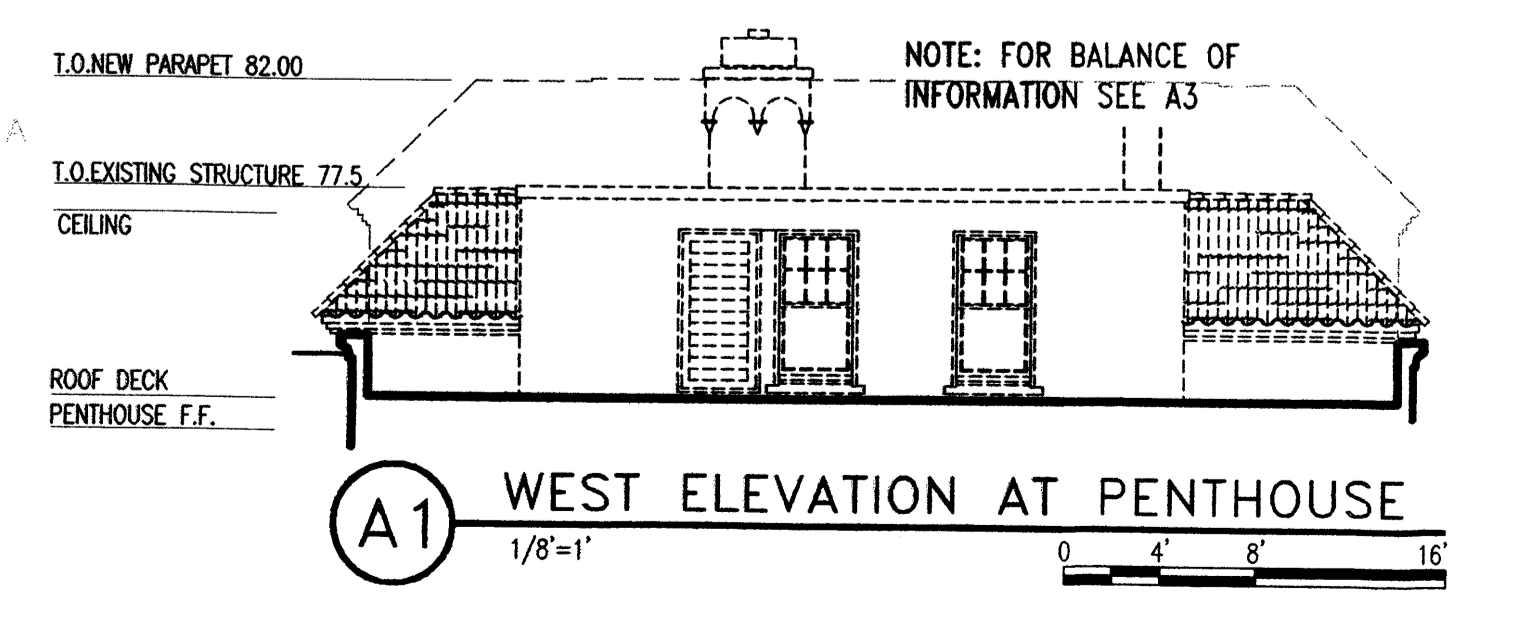 T.O.NEW PARAPET 82.00
NOTE: FOR BALANCE OF
INFORMATION SEE A3
A
T.O.EXISTING STRUCTURE 77.5
CEILING
ROOF DECK
PENTHOUSE F.F.
A1
WEST ELEVATION AT PENTHOUSE
1/8'=1'
0 4' 8' 16'